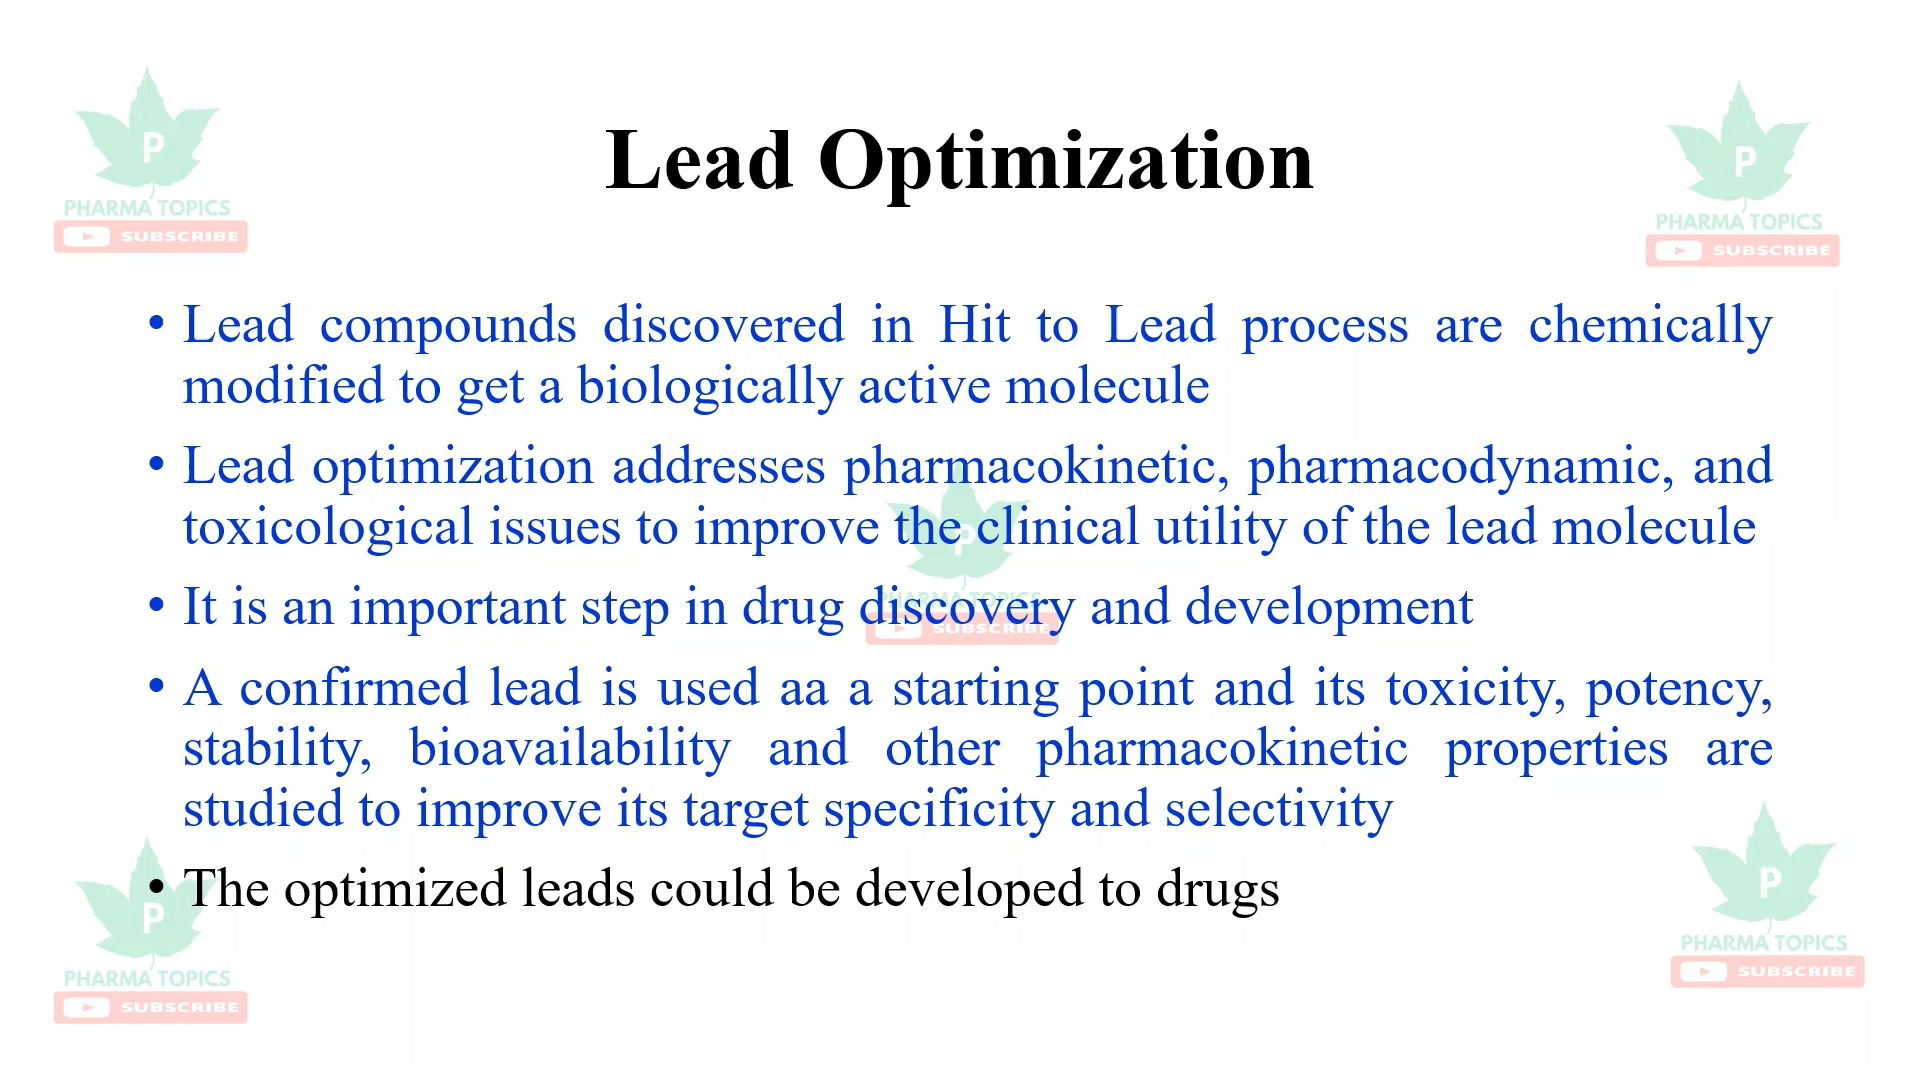 Lead Optimization
• Lead compounds discovered in Hit to Lead process are chemically
modified to get a biologically active molecule
• Lead optimization addresses pharmacokinetic, pharmacodynamic, and
toxicological issues to improve the clinical utility of the lead molecule
• It is an important step in drug discovery and development
• A confirmed lead is used aa a starting point and its toxicity, potency,
stability, bioavailability and other pharmacokinetic properties are
studied to improve its target specificity and selectivity
• The optimized leads could be developed to drugs
P
PHARMA TOPICS
SUBSCRIBE
P
PHARMA TOPICS
SUBSCRIBE
P
PHARMA TOPICS
SUBSCRIBE
P
PHARMA TOPICS
SUBSCRIBE
P
PHARMA TOPICS
SUBSCRIBE